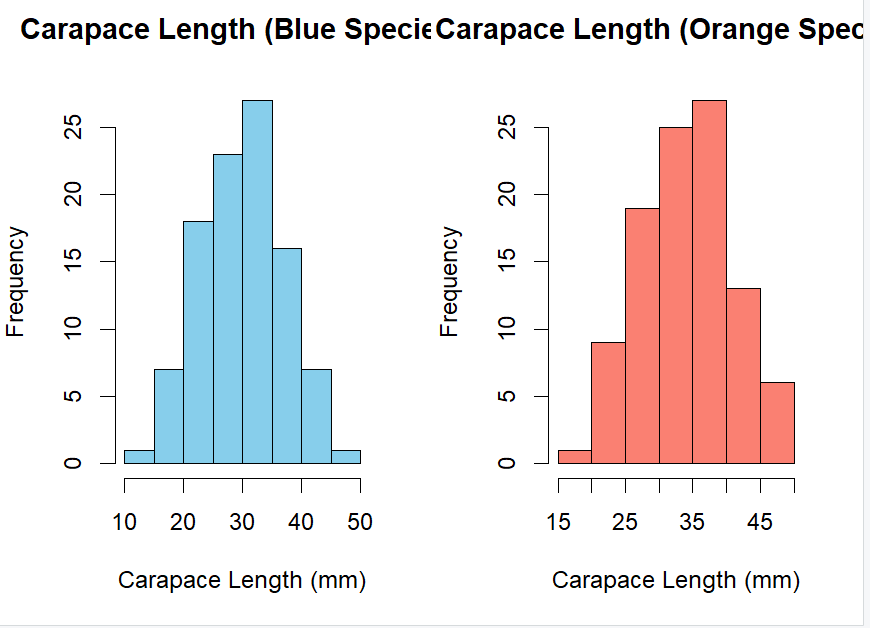 Carapace Length (Blue Specie
Carapace Length (Orange Spec
Frequency
0
5
10
15
20
25
10 20 30 40 50
Carapace Length (mm)
Frequency
0
5
10
15
20
25
15 25 35 45
Carapace Length (mm)